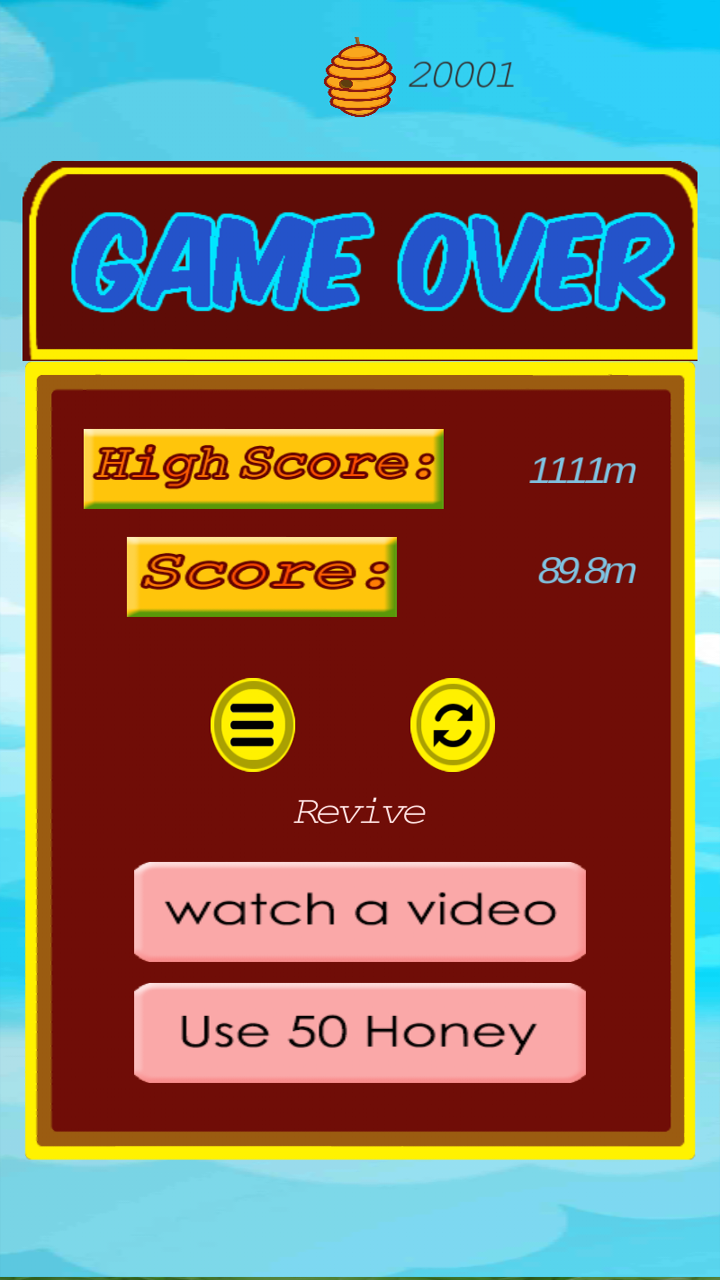 20001
GAME OVER
High Score: 1111m
Score: 89.8m
Revive
watch a video
Use 50 Honey